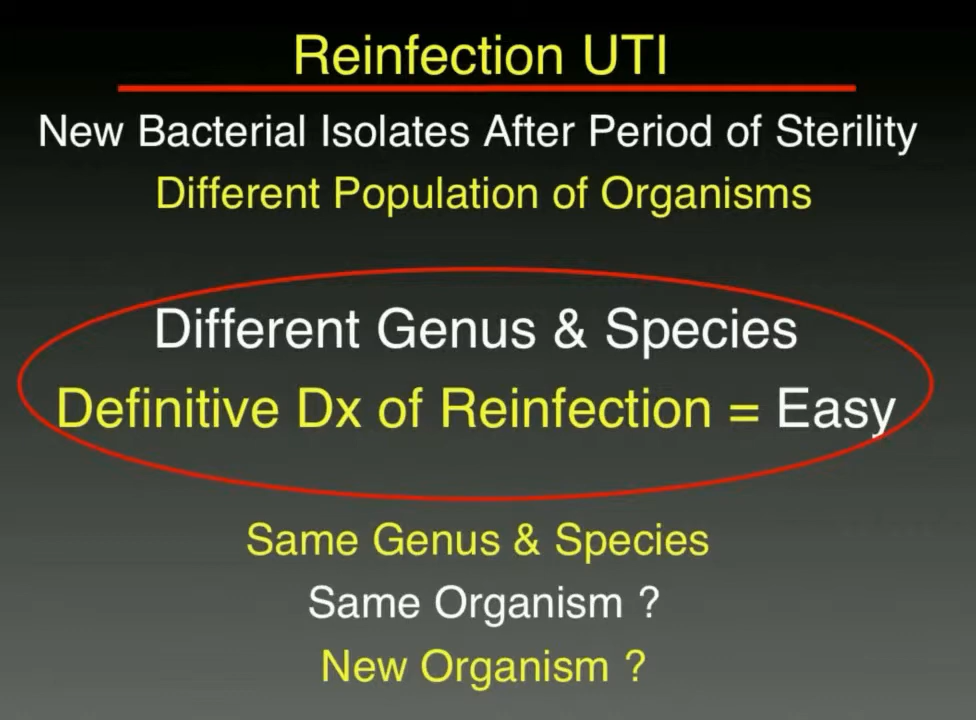 Reinfection UTI
New Bacterial Isolates After Period of Sterility
Different Population of Organisms
Different Genus & Species
Definitive Dx of Reinfection = Easy
Same Genus & Species
Same Organism ?
New Organism ?